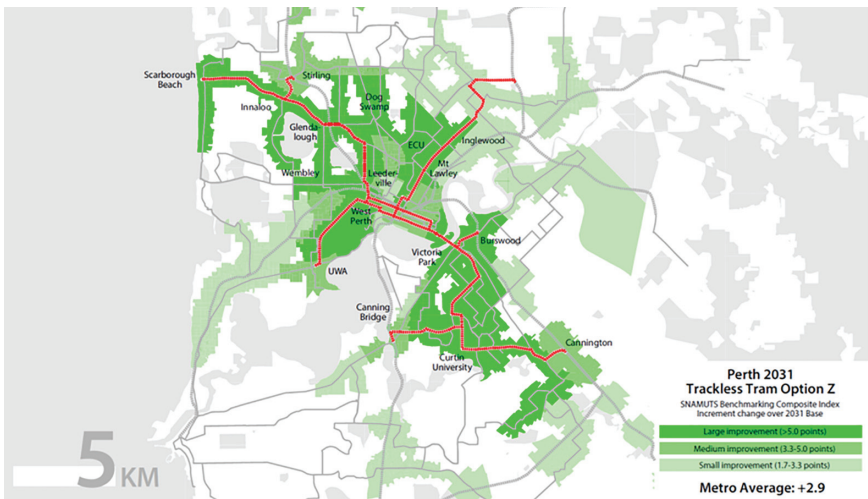 Scarborough
Beach
Stirling
Dog
Swamp
Innaloo
Glenda-
lough
ECU
Inglewood
Mt
Lawley
Wembley
Leeder-
ville
West
Perth
Burswood
Victoria
Park
UWA
Canning
Bridge
Cannington
Curtin
University
Perth 2031
Trackless Tram Option Z
SNAMUTS Benchmarking Composite Index
Increment change over 2031 Base
Large improvement (>5.0 points)
Medium improvement (3.3-5.0 points)
Small improvement (1.7-3.3 points)
Metro Average: +2.9
5 KM